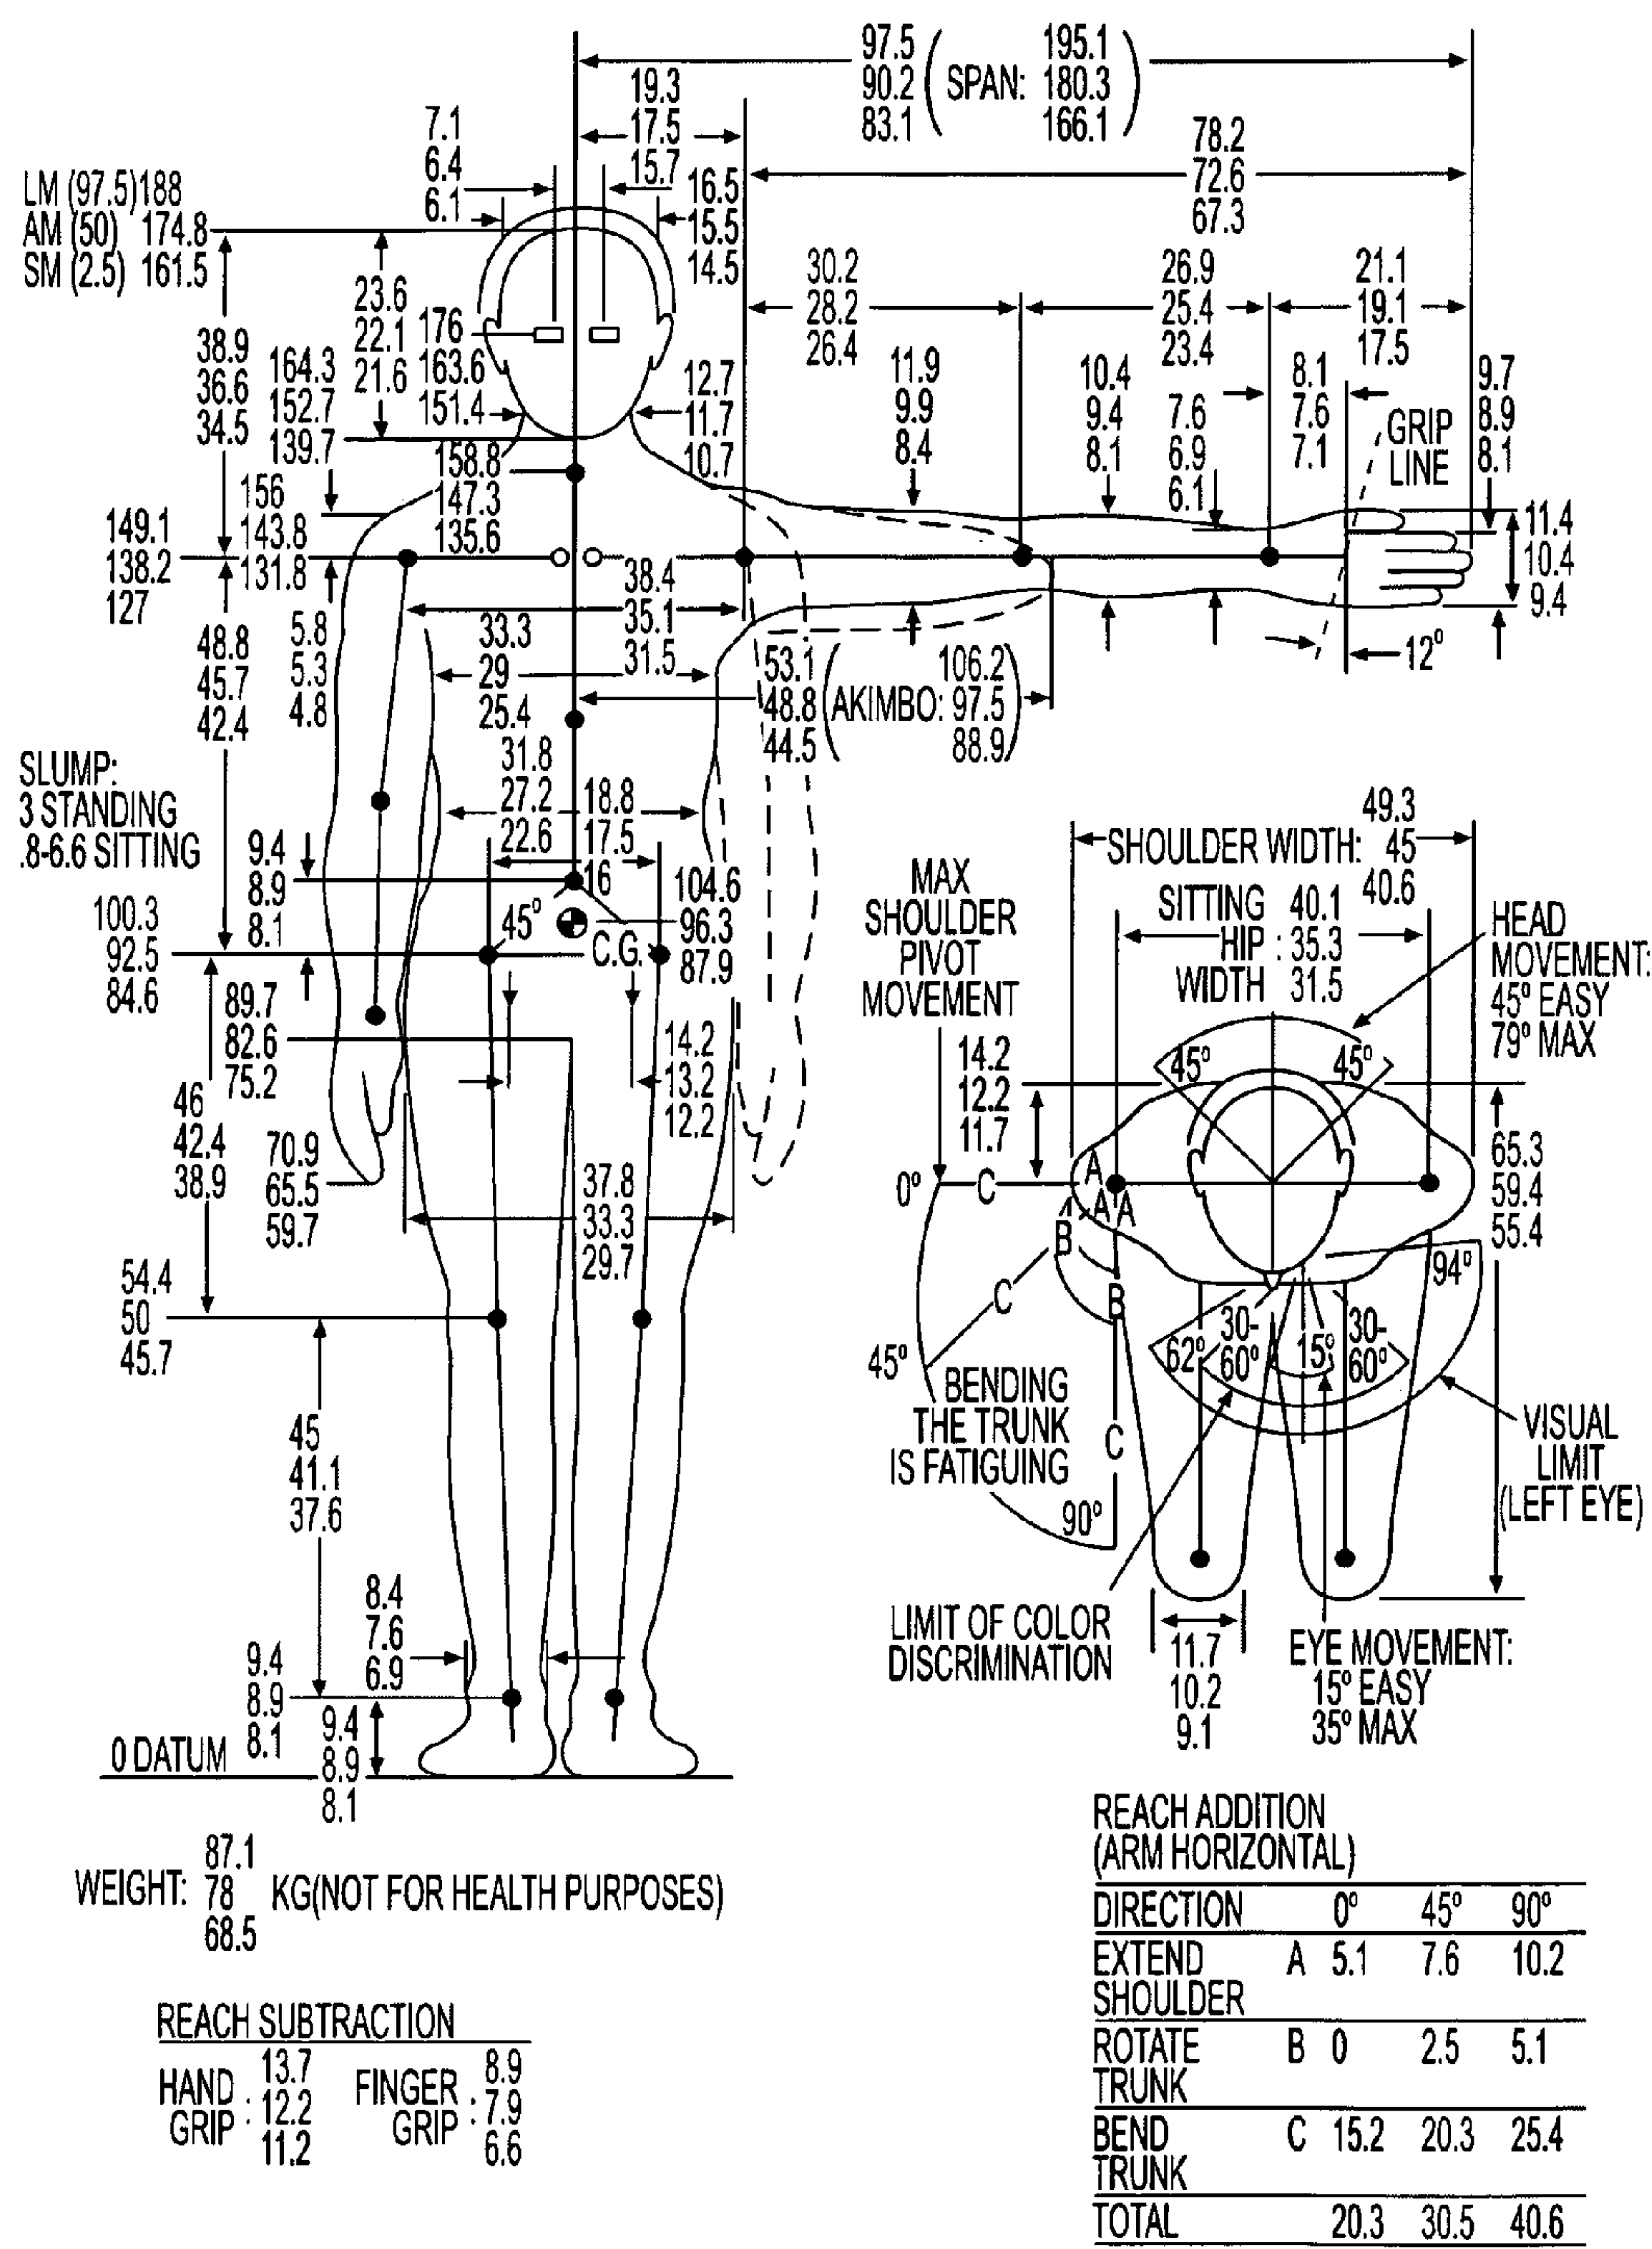 97.5
90.2
83.1
SPAN:
195.1
180.3
166.1
19.3
17.5
15.7
7.1
6.4
6.1
78.2
72.6
67.3
LM (97.5)188
AM (50) 174.8
SM (2.5) 161.5
16.5
15.5
14.5
30.2
28.2
26.4
26.9
25.4
23.4
21.1
19.1
17.5
23.6
22.1
21.6
176
163.6
151.4
38.9
36.6
34.5
164.3
152.7
139.7
12.7
11.7
10.7
11.9
9.9
8.4
10.4
9.4
8.1
7.6
6.9
6.1
8.1
7.6
7.1
GRIP
LINE
9.7
8.9
8.1
158.8
147.3
135.6
156
143.8
131.8
149.1
138.2
127
11.4
10.4
9.4
12º
38.4
35.1
31.5
48.8
45.7
42.4
5.8
5.3
4.8
33.3
29
25.4
53.1
48.8
44.5
AKIMBO:
106.2
97.5
88.9
SLUMP:
3 STANDING
.8-6.6 SITTING
31.8
27.2
22.6
18.8
17.5
16
9.4
8.9
8.1
45º
C.G.
104.6
96.3
87.9
100.3
92.5
84.6
89.7
82.6
75.2
14.2
13.2
12.2
46
42.4
38.9
70.9
65.5
59.7
37.8
33.3
29.7
54.4
50
45.7
45
41.1
37.6
8.4
7.6
6.9
9.4
8.9
8.1
9.4
8.9
8.1
0 DATUM
SHOULDER WIDTH:
49.3
45
40.6
SITTING 40.1
HIP : 35.3
WIDTH 31.5
MAX
SHOULDER
PIVOT
MOVEMENT
HEAD
MOVEMENT:
45º EASY
79º MAX
14.2
12.2
11.7
45º
45º
65.3
59.4
55.4
0º
C
A
A
A
B
B
C
C
94º
62º
30-
60º
15º
30-
60º
45º
90º
BENDING
THE TRUNK
IS FATIGUING
VISUAL
LIMIT
(LEFT EYE)
LIMIT OF COLOR
DISCRIMINATION
11.7
10.2
9.1
EYE MOVEMENT:
15º EASY
35º MAX
WEIGHT:
87.1
78
68.5
KG(NOT FOR HEALTH PURPOSES)
REACH SUBTRACTION
HAND
GRIP
:
13.7
12.2
11.2
FINGER
GRIP
:
8.9
7.9
6.6
REACH ADDITION
(ARM HORIZONTAL)
DIRECTION 0º 45º 90º
EXTEND A 5.1 7.6 10.2
SHOULDER
ROTATE B 0 2.5 5.1
TRUNK
BEND C 15.2 20.3 25.4
TRUNK
TOTAL 20.3 30.5 40.6